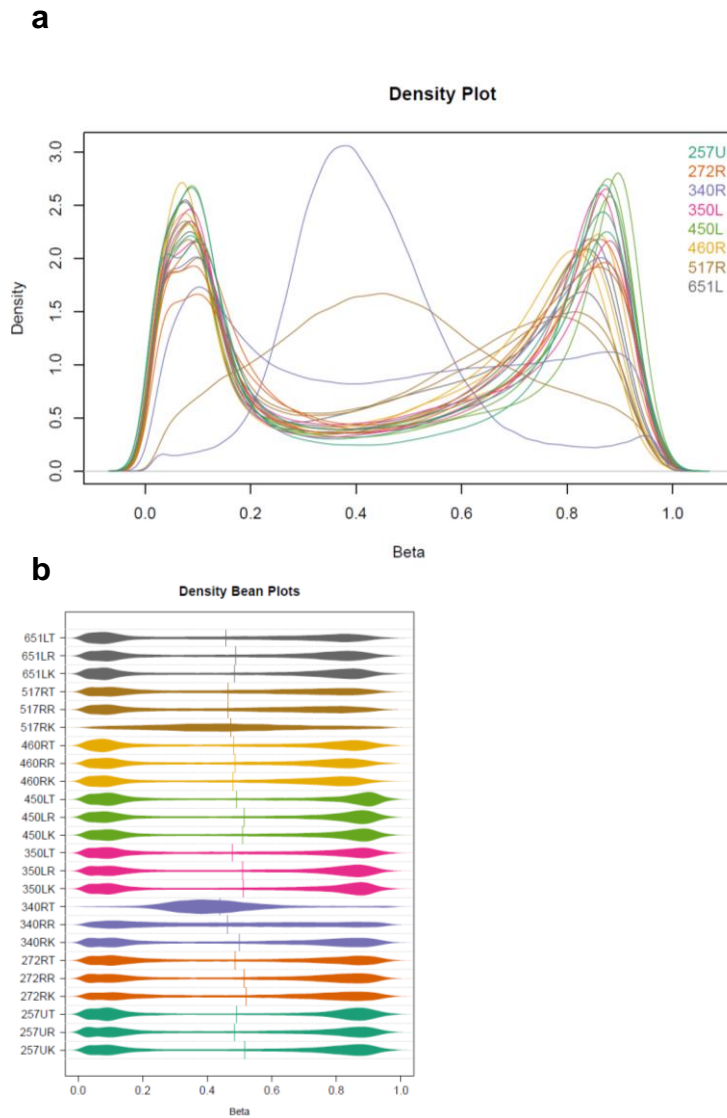 a
Density Plot
257U
272R
340R
350L
450L
460R
517R
651L
3.0
2.5
2.0
1.5
1.0
0.5
0.0
Density
0.0 0.2 0.4 0.6 0.8 1.0
Beta
b
Density Bean Plots
651LT
651LR
651LK
517RT
517RR
517RK
460RT
460RR
460RK
450LT
450LR
450LK
350LT
350LR
350LK
340RT
340RR
340RK
272RT
272RR
272RK
257UT
257UR
257UK
0.0 0.2 0.4 0.6 0.8 1.0
Beta